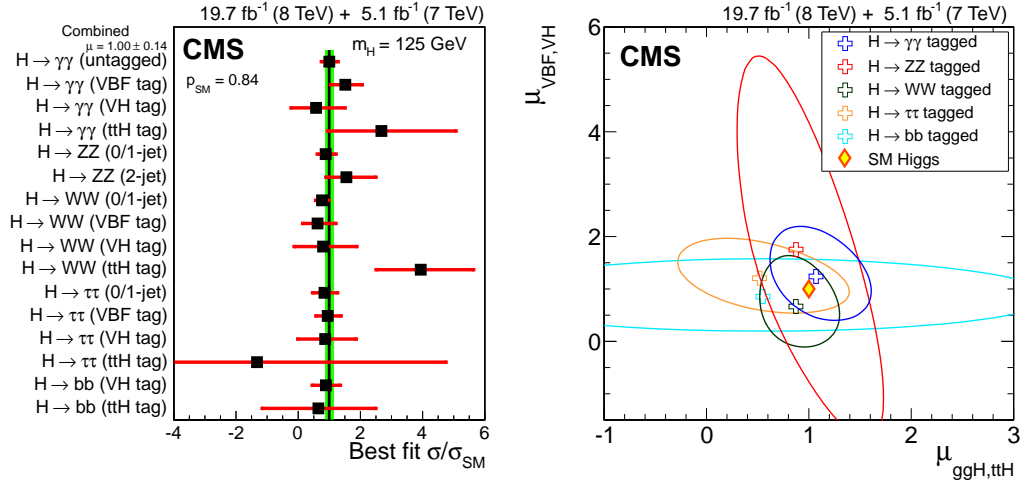 19.7 fb⁻¹ (8 TeV) + 5.1 fb⁻¹ (7 TeV)
Combined
μ = 1.00 ± 0.14
CMS
m_H = 125 GeV
p_SM = 0.84
H → γγ (untagged)
H → γγ (VBF tag)
H → γγ (VH tag)
H → γγ (ttH tag)
H → ZZ (0/1-jet)
H → ZZ (2-jet)
H → WW (0/1-jet)
H → WW (VBF tag)
H → WW (VH tag)
H → WW (ttH tag)
H → ττ (0/1-jet)
H → ττ (VBF tag)
H → ττ (VH tag)
H → ττ (ttH tag)
H → bb (VH tag)
H → bb (ttH tag)
-4 -2 0 2 4 6
Best fit σ/σ_SM
19.7 fb⁻¹ (8 TeV) + 5.1 fb⁻¹ (7 TeV)
μ_VBF,VH
CMS
H → γγ tagged
H → ZZ tagged
H → WW tagged
H → ττ tagged
H → bb tagged
SM Higgs
6
4
2
0
-1 0 1 2 3
μ_ggH,ttH